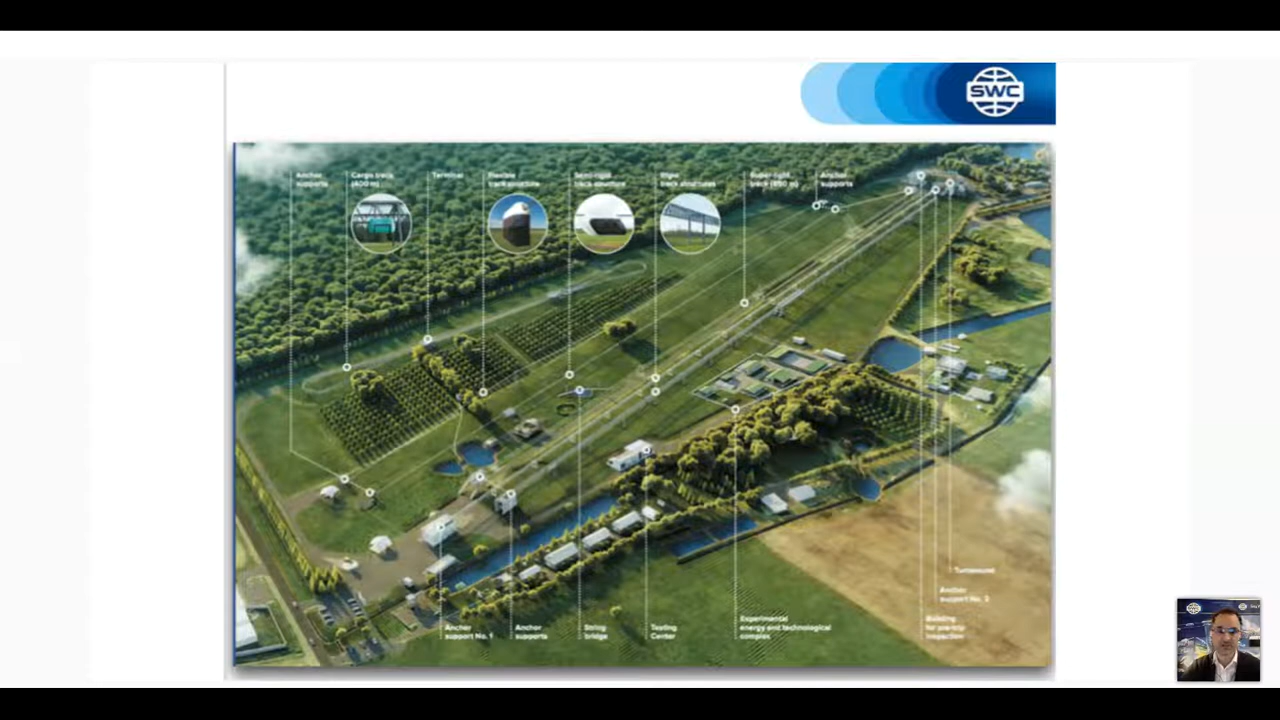 SWC
Anchor
supports
Cargo track
(400 m)
Terminal
Flexible
track structure
Semi-rigid
track structure
Rigid
track structures
Super-light
Anchor
supports
Turnaround
Anchor
support No. 2
Building
for pre-trip
inspection
Anchor
support No. 1
Anchor
supports
String
bridge
Testing
Center
Experimental
energy and technological
complex